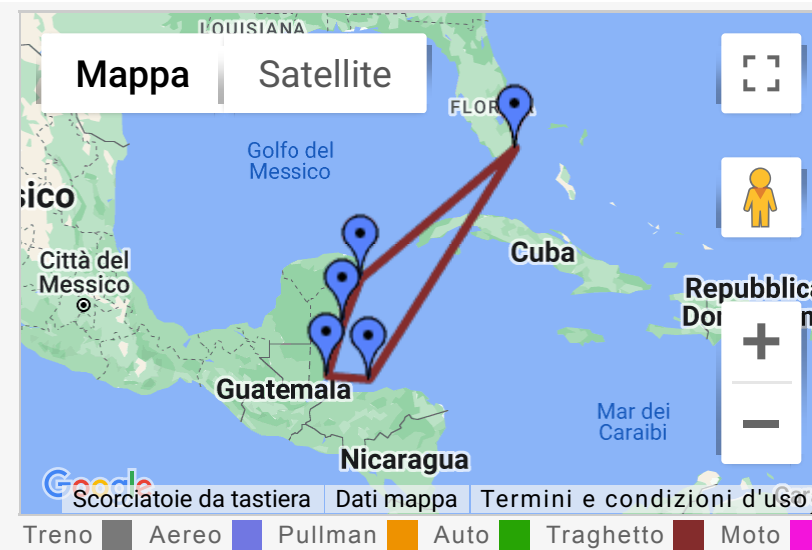 LOUISIANA
Mappa
Satellite
Golfo del
Messico
sico
Città del
Messico
Cuba
Repubblica
Guatemala
Nicaragua
Mar dei
Caraibi
Google
Scorciatoie da tastiera
Dati mappa
Termini e condizioni d'uso
Treno
Aereo
Pullman
Auto
Traghetto
Moto